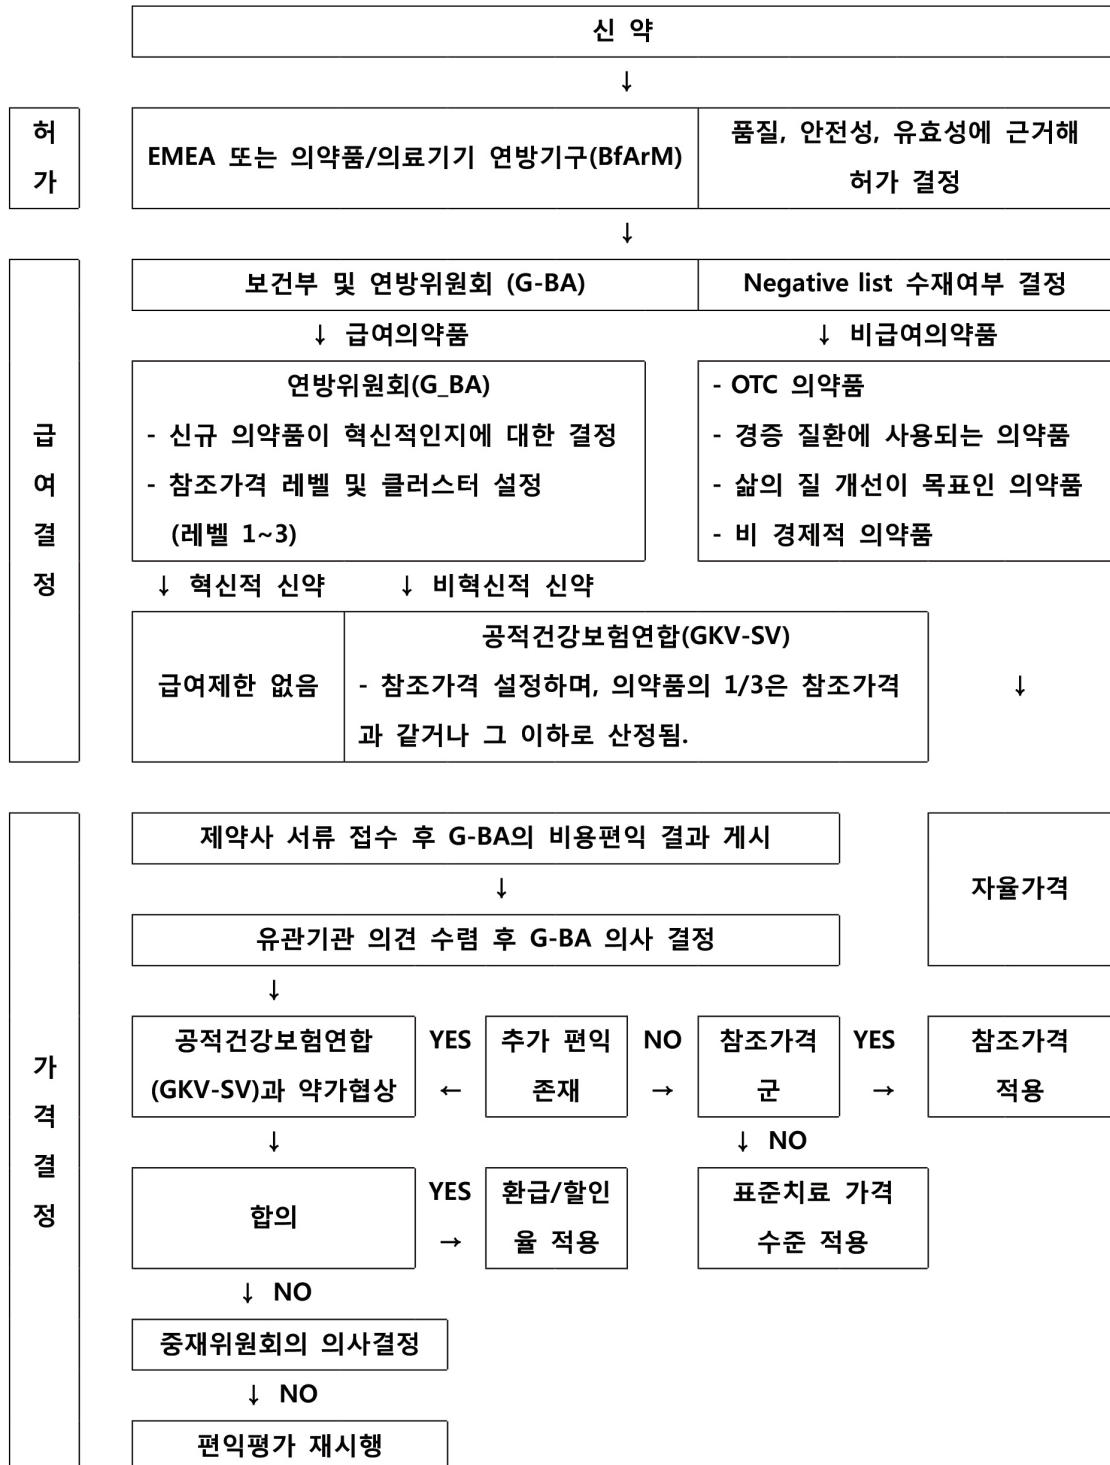 신 약
↓
허
가
EMEA 또는 의약품/의료기기 연방기구(BfArM)
품질, 안전성, 유효성에 근거해
허가 결정
↓
급
여
결
정
보건부 및 연방위원회 (G-BA)
Negative list 수재여부 결정
↓ 급여의약품
↓ 비급여의약품
연방위원회(G_BA)
- 신규 의약품이 혁신적인지에 대한 결정
- 참조가격 레벨 및 클러스터 설정
(레벨 1~3)
- OTC 의약품
- 경증 질환에 사용되는 의약품
- 삶의 질 개선이 목표인 의약품
- 비 경제적 의약품
↓ 혁신적 신약
↓ 비혁신적 신약
급여제한 없음
공적건강보험연합(GKV-SV)
- 참조가격 설정하며, 의약품의 1/3은 참조가격
과 같거나 그 이하로 산정됨.
↓
가
격
결
정
제약사 서류 접수 후 G-BA의 비용편익 결과 게시
↓
유관기관 의견 수렴 후 G-BA 의사 결정
자율가격
↓
공적건강보험연합
(GKV-SV)과 약가협상
YES
←
추가 편익
존재
NO
→
참조가격
군
YES
→
참조가격
적용
↓
↓ NO
합의
YES
→
환급/할인
율 적용
표준치료 가격
수준 적용
↓ NO
중재위원회의 의사결정
↓ NO
편익평가 재시행